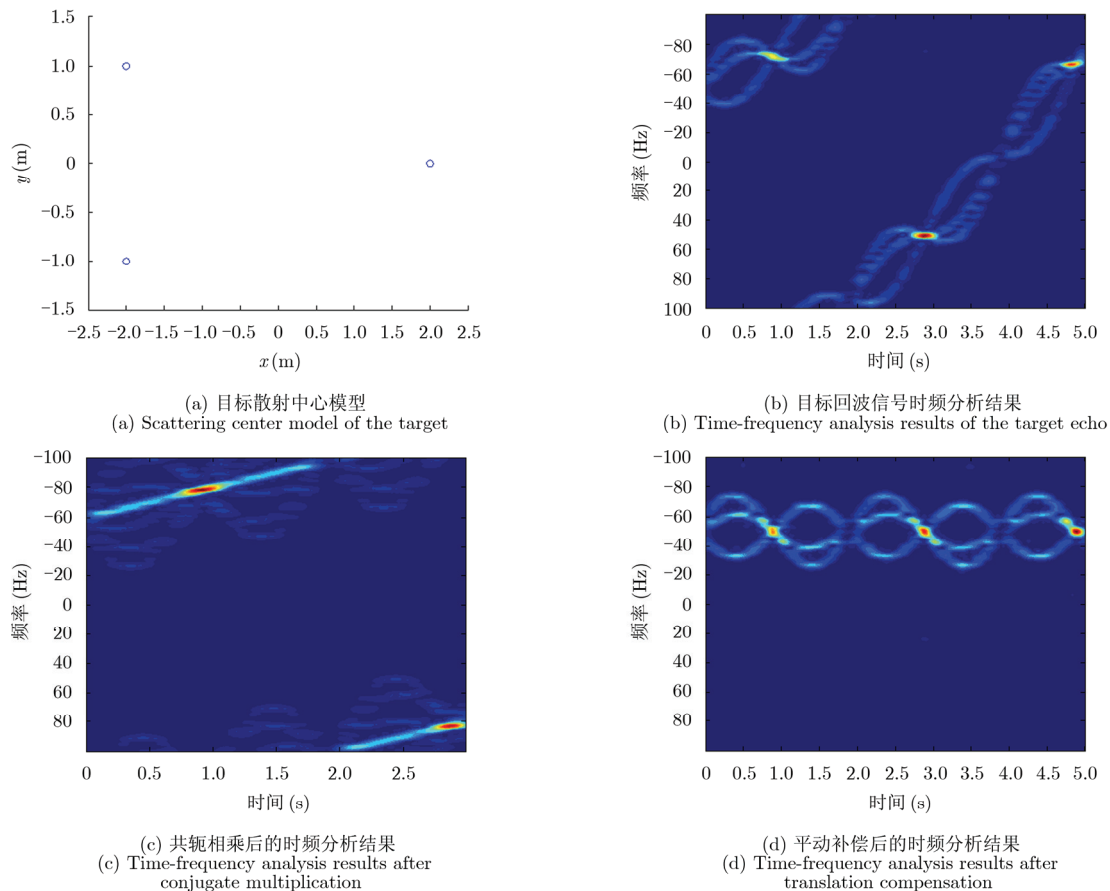 1.5
1.0
0.5
0
−0.5
−1.0
−1.5
y (m)
−2.5 −2.0 −1.5 −1.0 −0.5 0 0.5 1.0 1.5 2.0 2.5
x (m)
(a) 目标散射中心模型
(a) Scattering center model of the target
−80
−60
−40
−20
0
20
40
60
80
100
频率 (Hz)
0 0.5 1.0 1.5 2.0 2.5 3.0 3.5 4.0 4.5 5.0
时间 (s)
(b) 目标回波信号时频分析结果
(b) Time-frequency analysis results of the target echo
−100
−80
−60
−40
−20
0
20
40
60
80
频率 (Hz)
0 0.5 1.0 1.5 2.0 2.5
时间 (s)
(c) 共轭相乘后的时频分析结果
(c) Time-frequency analysis results after
conjugate multiplication
−100
−80
−60
−40
−20
0
20
40
60
80
频率 (Hz)
0 0.5 1.0 1.5 2.0 2.5 3.0 3.5 4.0 4.5 5.0
时间 (s)
(d) 平动补偿后的时频分析结果
(d) Time-frequency analysis results after
translation compensation